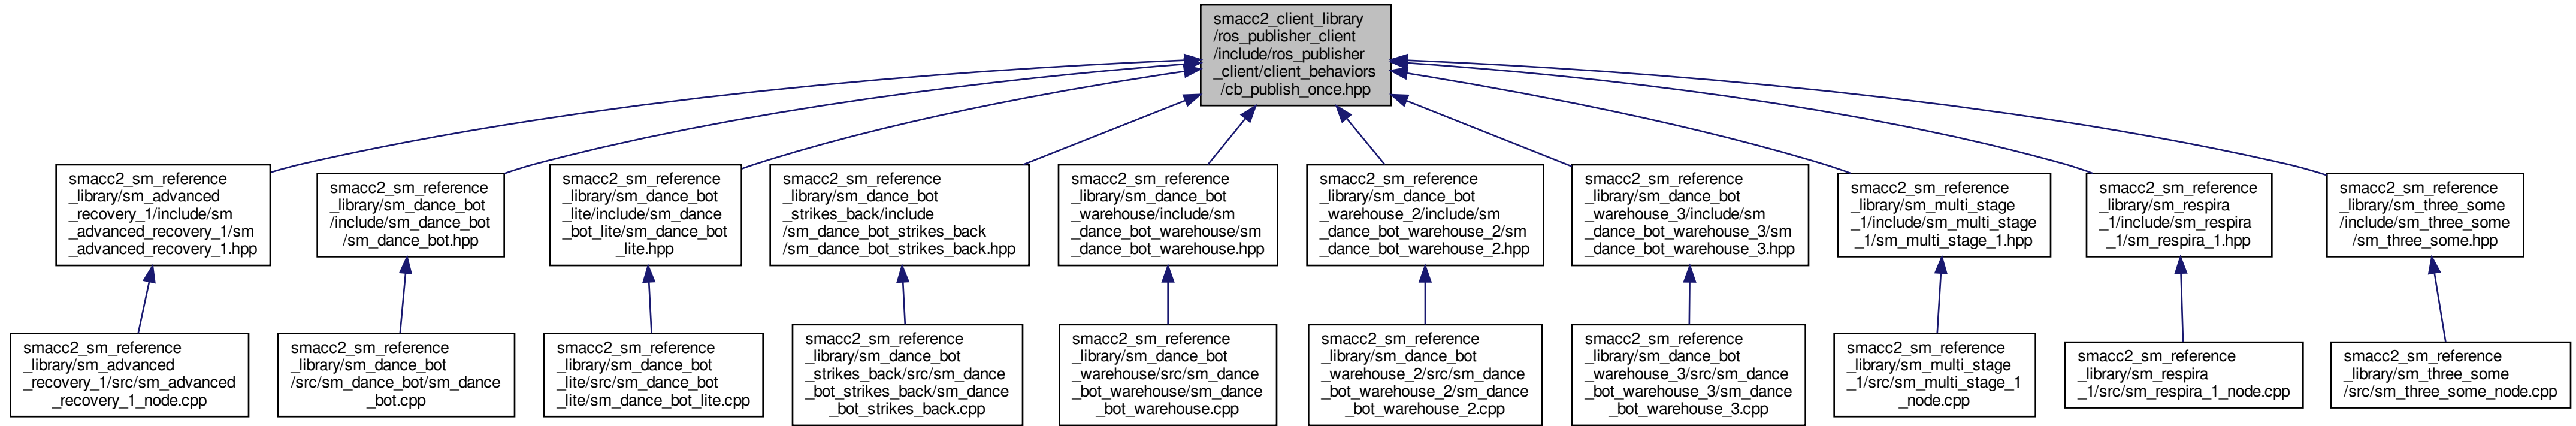 smacc2_client_library
/ros_publisher_client
/include/ros_publisher
_client/client_behaviors
/cb_publish_once.hpp
smacc2_sm_reference
_library/sm_advanced
_recovery_1/include/sm
_advanced_recovery_1/sm
_advanced_recovery_1.hpp
smacc2_sm_reference
_library/sm_dance_bot
/include/sm_dance_bot
/sm_dance_bot.hpp
smacc2_sm_reference
_library/sm_dance_bot
_lite/include/sm_dance
_bot_lite/sm_dance_bot
_lite.hpp
smacc2_sm_reference
_library/sm_dance_bot
_strikes_back/include
/sm_dance_bot_strikes_back
/sm_dance_bot_strikes_back.hpp
smacc2_sm_reference
_library/sm_dance_bot
_warehouse/include/sm
_dance_bot_warehouse/sm
_dance_bot_warehouse.hpp
smacc2_sm_reference
_library/sm_dance_bot
_warehouse_2/include/sm
_dance_bot_warehouse_2/sm
_dance_bot_warehouse_2.hpp
smacc2_sm_reference
_library/sm_dance_bot
_warehouse_3/include/sm
_dance_bot_warehouse_3/sm
_dance_bot_warehouse_3.hpp
smacc2_sm_reference
_library/sm_multi_stage
_1/include/sm_multi_stage
_1/sm_multi_stage_1.hpp
smacc2_sm_reference
_library/sm_respira
_1/include/sm_respira
_1/sm_respira_1.hpp
smacc2_sm_reference
_library/sm_three_some
/include/sm_three_some
/sm_three_some.hpp
smacc2_sm_reference
_library/sm_advanced
_recovery_1/src/sm_advanced
_recovery_1_node.cpp
smacc2_sm_reference
_library/sm_dance_bot
/src/sm_dance_bot/sm_dance
_bot.cpp
smacc2_sm_reference
_library/sm_dance_bot
_lite/src/sm_dance_bot
_lite/sm_dance_bot_lite.cpp
smacc2_sm_reference
_library/sm_dance_bot
_strikes_back/src/sm_dance
_bot_strikes_back/sm_dance
_bot_strikes_back.cpp
smacc2_sm_reference
_library/sm_dance_bot
_warehouse/src/sm_dance
_bot_warehouse/sm_dance
_bot_warehouse.cpp
smacc2_sm_reference
_library/sm_dance_bot
_warehouse_2/src/sm_dance
_bot_warehouse_2/sm_dance
_bot_warehouse_2.cpp
smacc2_sm_reference
_library/sm_dance_bot
_warehouse_3/src/sm_dance
_bot_warehouse_3/sm_dance
_bot_warehouse_3.cpp
smacc2_sm_reference
_library/sm_multi_stage
_1/src/sm_multi_stage_1
_node.cpp
smacc2_sm_reference
_library/sm_respira
_1/src/sm_respira_1_node.cpp
smacc2_sm_reference
_library/sm_three_some
/src/sm_three_some_node.cpp